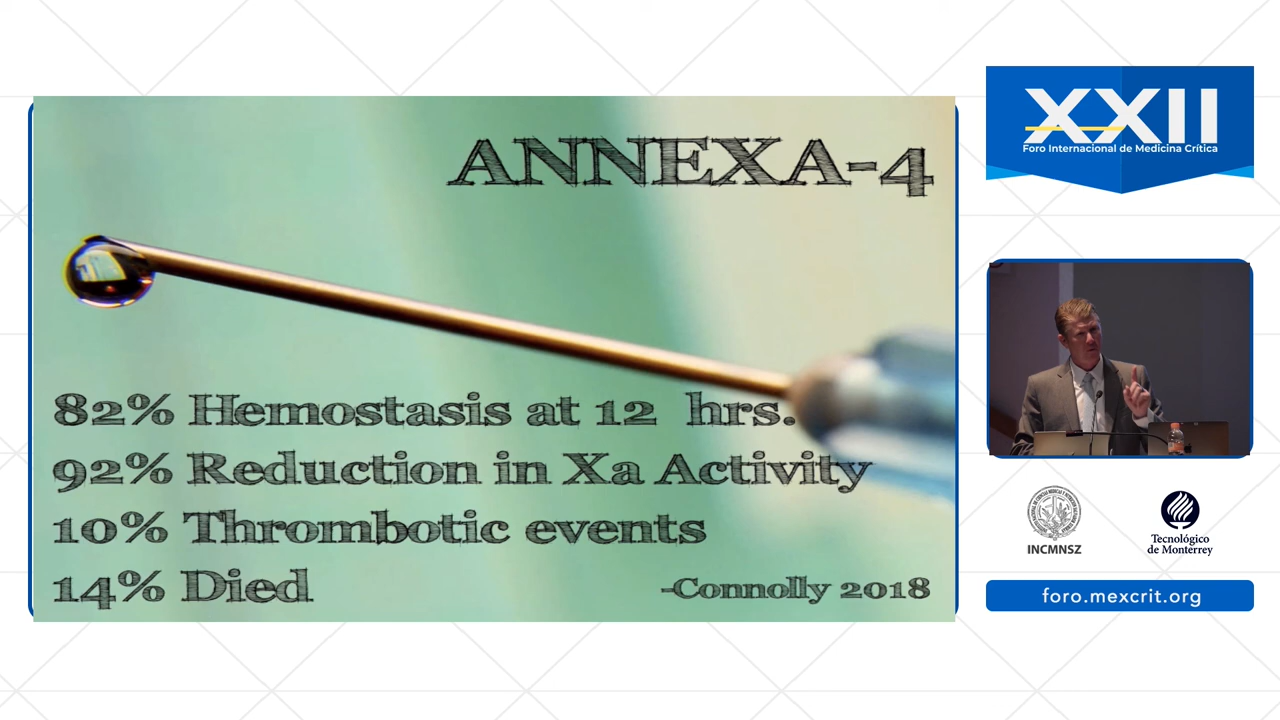 ANNEXA-4
82% Hemostasis at 12 hrs.
92% Reduction in Xa Activity
10% Thrombotic events
14% Died
-Connolly 2018
XXII
Foro Internacional de Medicina Crítica
INCMNSZ
Tecnológico
de Monterrey
foro.mexcrit.org